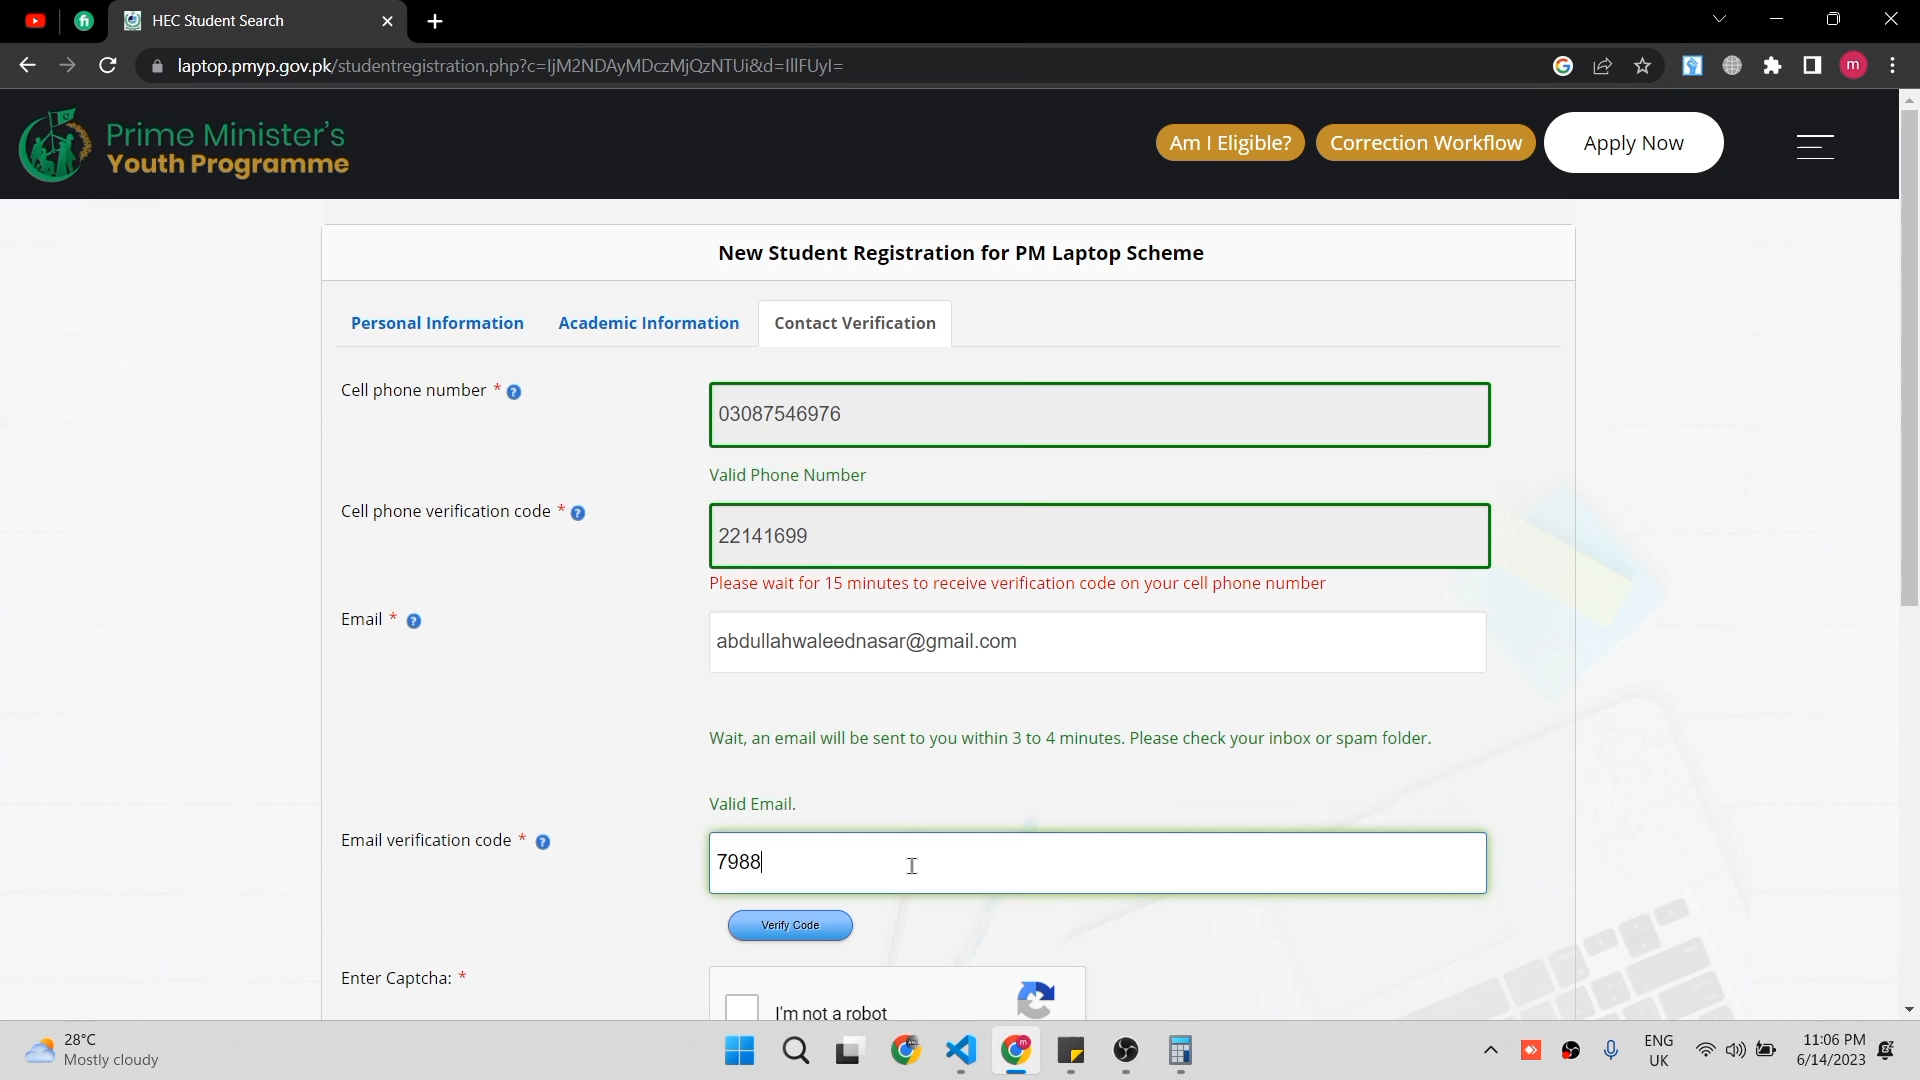 HEC Student Search
laptop.pmyp.gov.pk/studentregistration.php?c=IjM2NDAyMDczMjQzNTUi&d=IllFUyI=
m
Prime Minister's
Youth Programme
Am I Eligible?
Correction Workflow
Apply Now
New Student Registration for PM Laptop Scheme
Personal Information
Academic Information
Contact Verification
Cell phone number *
03087546976
Valid Phone Number
Cell phone verification code *
22141699
Please wait for 15 minutes to receive verification code on your cell phone number
Email *
abdullahwaleednasar@gmail.com
Wait, an email will be sent to you within 3 to 4 minutes. Please check your inbox or spam folder.
Valid Email.
Email verification code *
7988
Verify Code
Enter Captcha: *
I'm not a robot
28°C
Mostly cloudy
ENG
UK
11:06 PM
6/14/2023